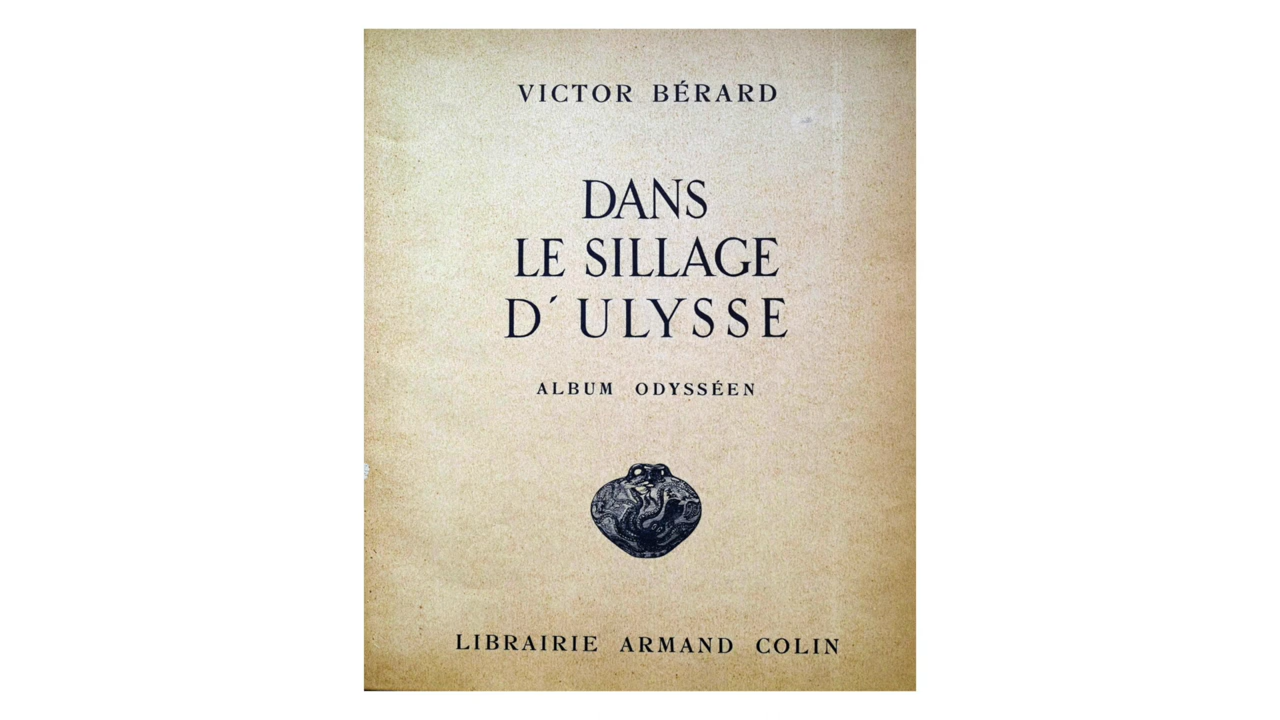 VICTOR BÉRARD
DANS
LE SILLAGE
D´ULYSSE
ALBUM ODYSSÉEN
LIBRAIRIE ARMAND COLIN